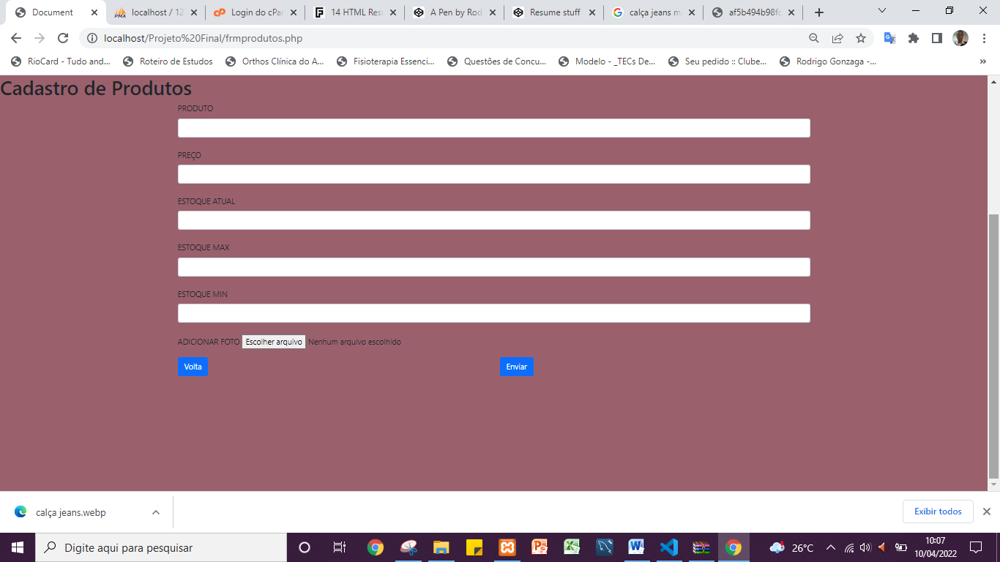 Document
localhost / 12
Login do cPar
14 HTML Res
A Pen by Rod
Resume stuff
calça jeans m
af5b494b98fc
localhost/Projeto%20Final/frmprodutos.php
RioCard - Tudo and...
Roteiro de Estudos
Orthos Clínica do A...
Fisioterapia Essenci...
Questões de Concu...
Modelo - _TECs De...
Seu pedido :: Clube...
Rodrigo Gonzaga -...
»
Cadastro de Produtos
PRODUTO
PREÇO
ESTOQUE ATUAL
ESTOQUE MAX
ESTOQUE MIN
ADICIONAR FOTO Escolher arquivo Nenhum arquivo escolhido
Volta
Enviar
calça jeans.webp
Exibir todos
Digite aqui para pesquisar
26°C
10:07
10/04/2022